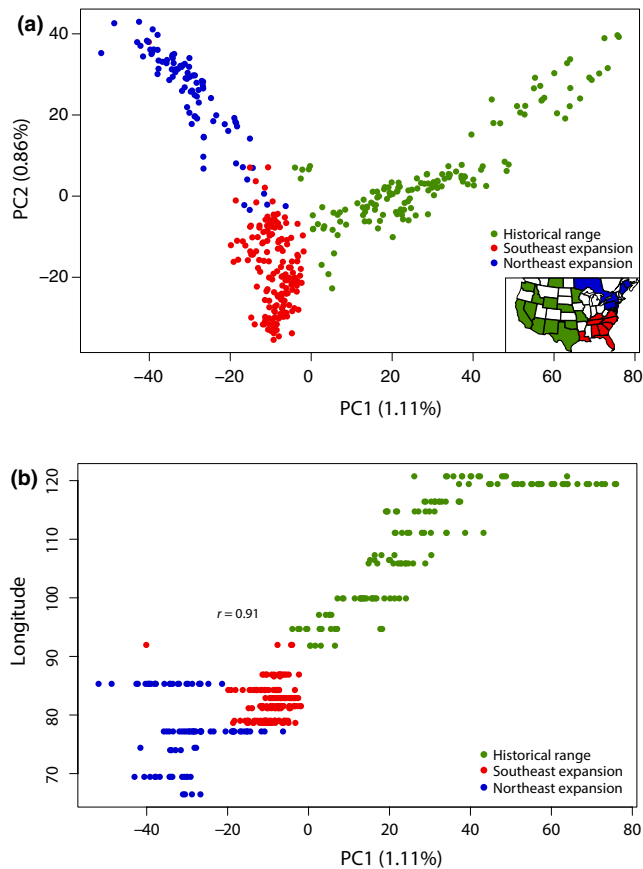 (a)
40
20
0
−20
PC2 (0.86%)
Historical range
Southeast expansion
Northeast expansion
−40
−20
0
20
40
60
80
PC1 (1.11%)
(b)
120
110
100
90
80
70
Longitude
r = 0.91
Historical range
Southeast expansion
Northeast expansion
−40
−20
0
20
40
60
80
PC1 (1.11%)